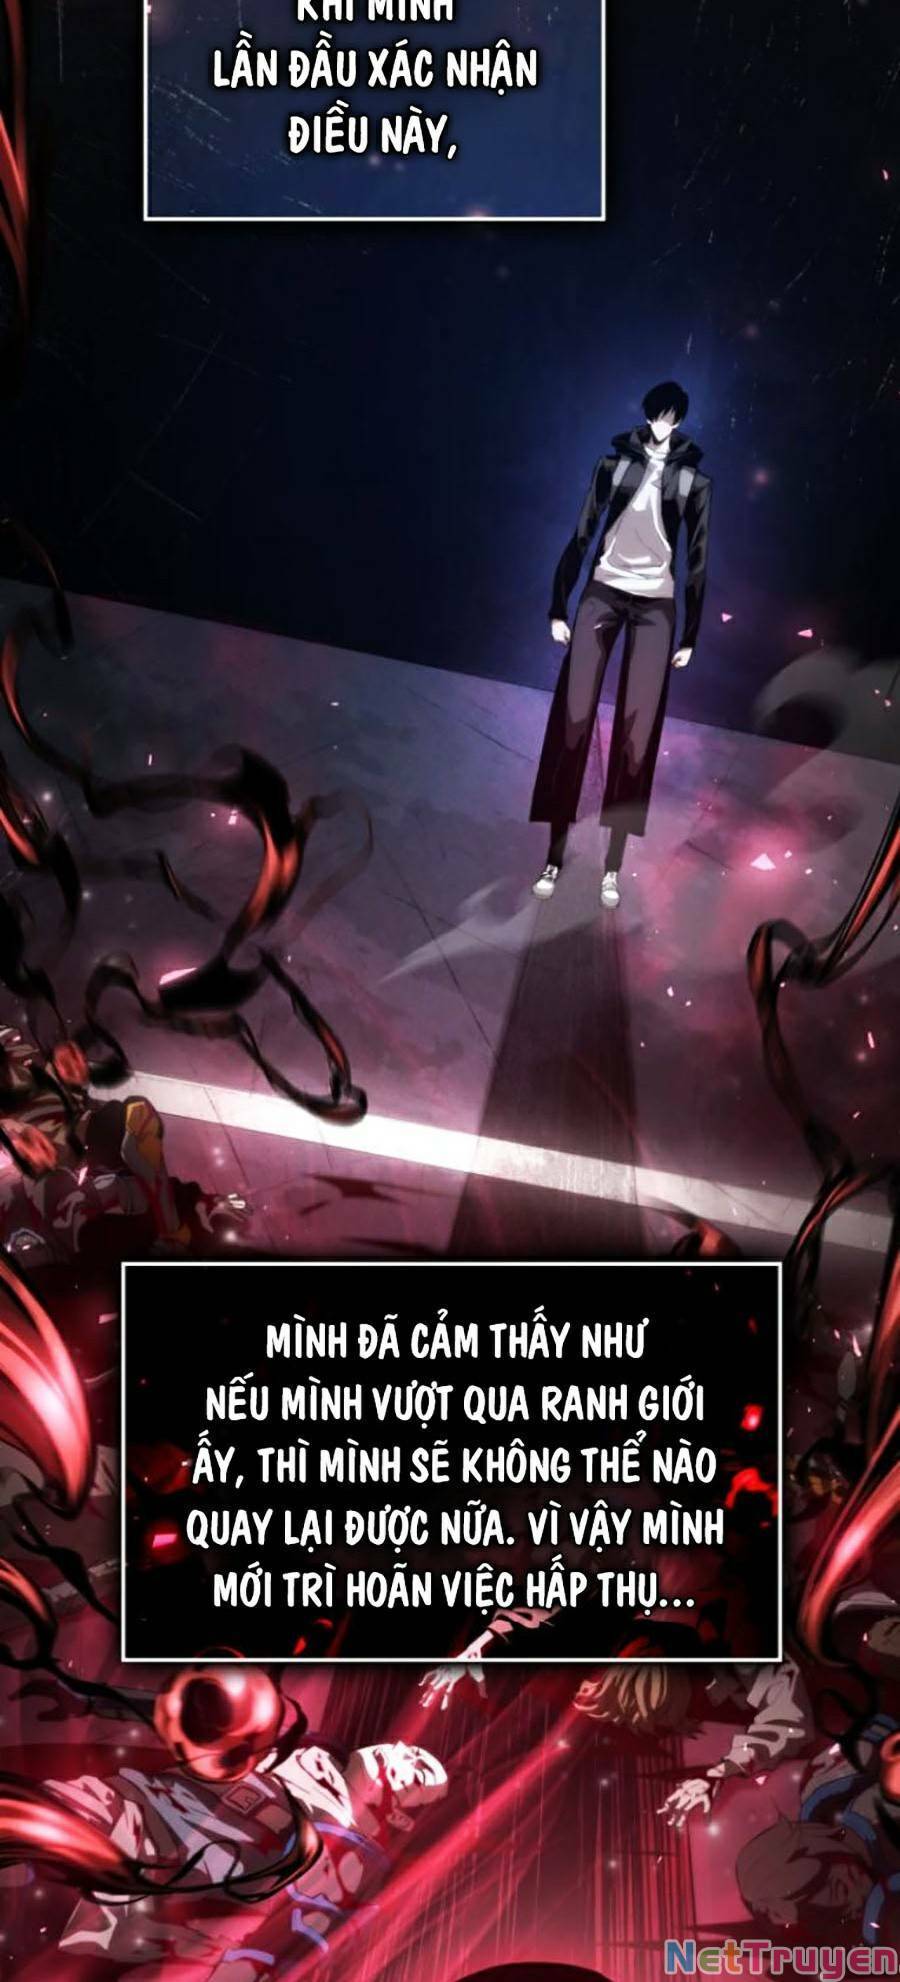 KHI MÌNH
LẦN ĐẦU XÁC NHẬN
ĐIỀU NÀY,
MÌNH ĐÃ CẢM THẤY NHƯ
NẾU MÌNH VƯỢT QUA RANH GIỚI
ẤY, THÌ MÌNH SẼ KHÔNG THỂ NÀO
QUAY LẠI ĐƯỢC NỮA. VÌ VẬY MÌNH
MỚI TRÌ HOÃN VIỆC HẤP THỤ...
NetTruyen